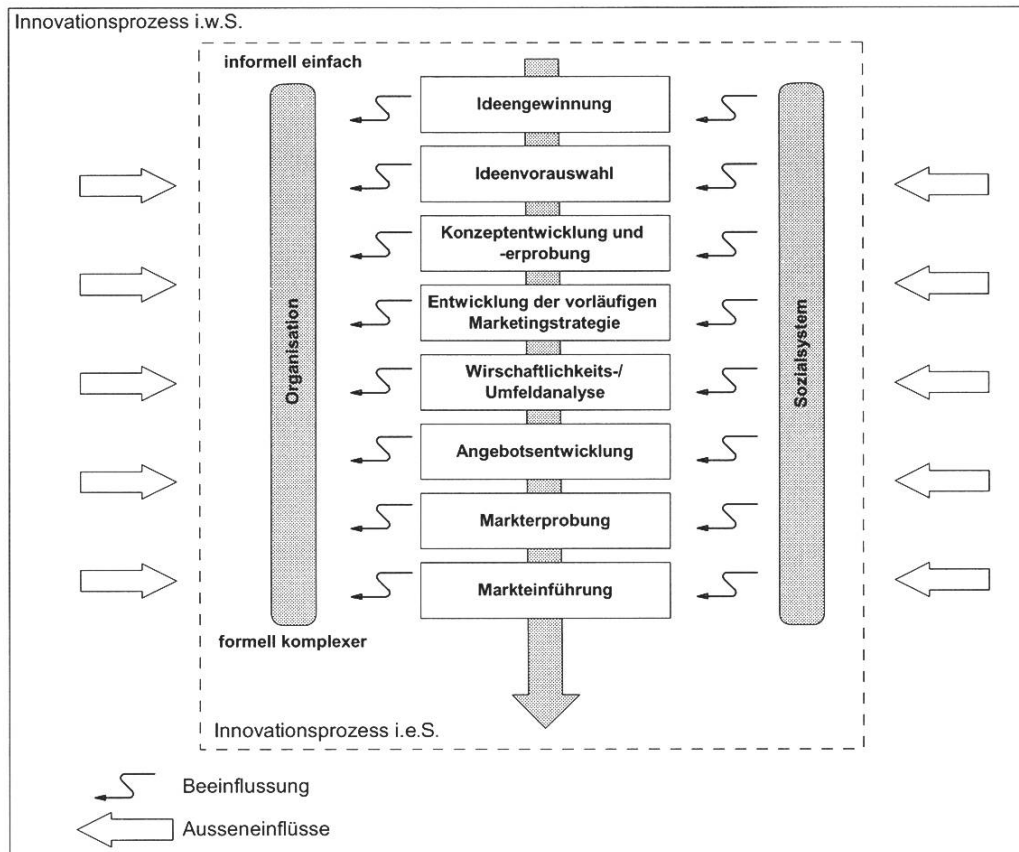 Innovationsprozess i.w.S.
informell einfach
Ideengewinnung
Ideenvorauswahl
Konzeptentwicklung und
-erprobung
Entwicklung der vorläufigen
Marketingstrategie
Wirtschaftlichkeits-/
Umfeldanalyse
Angebotsentwicklung
Markterprobung
Markteinführung
Organisation
Sozialsystem
formell komplexer
Innovationsprozess i.e.S.
Beeinflussung
Ausseneinflüsse